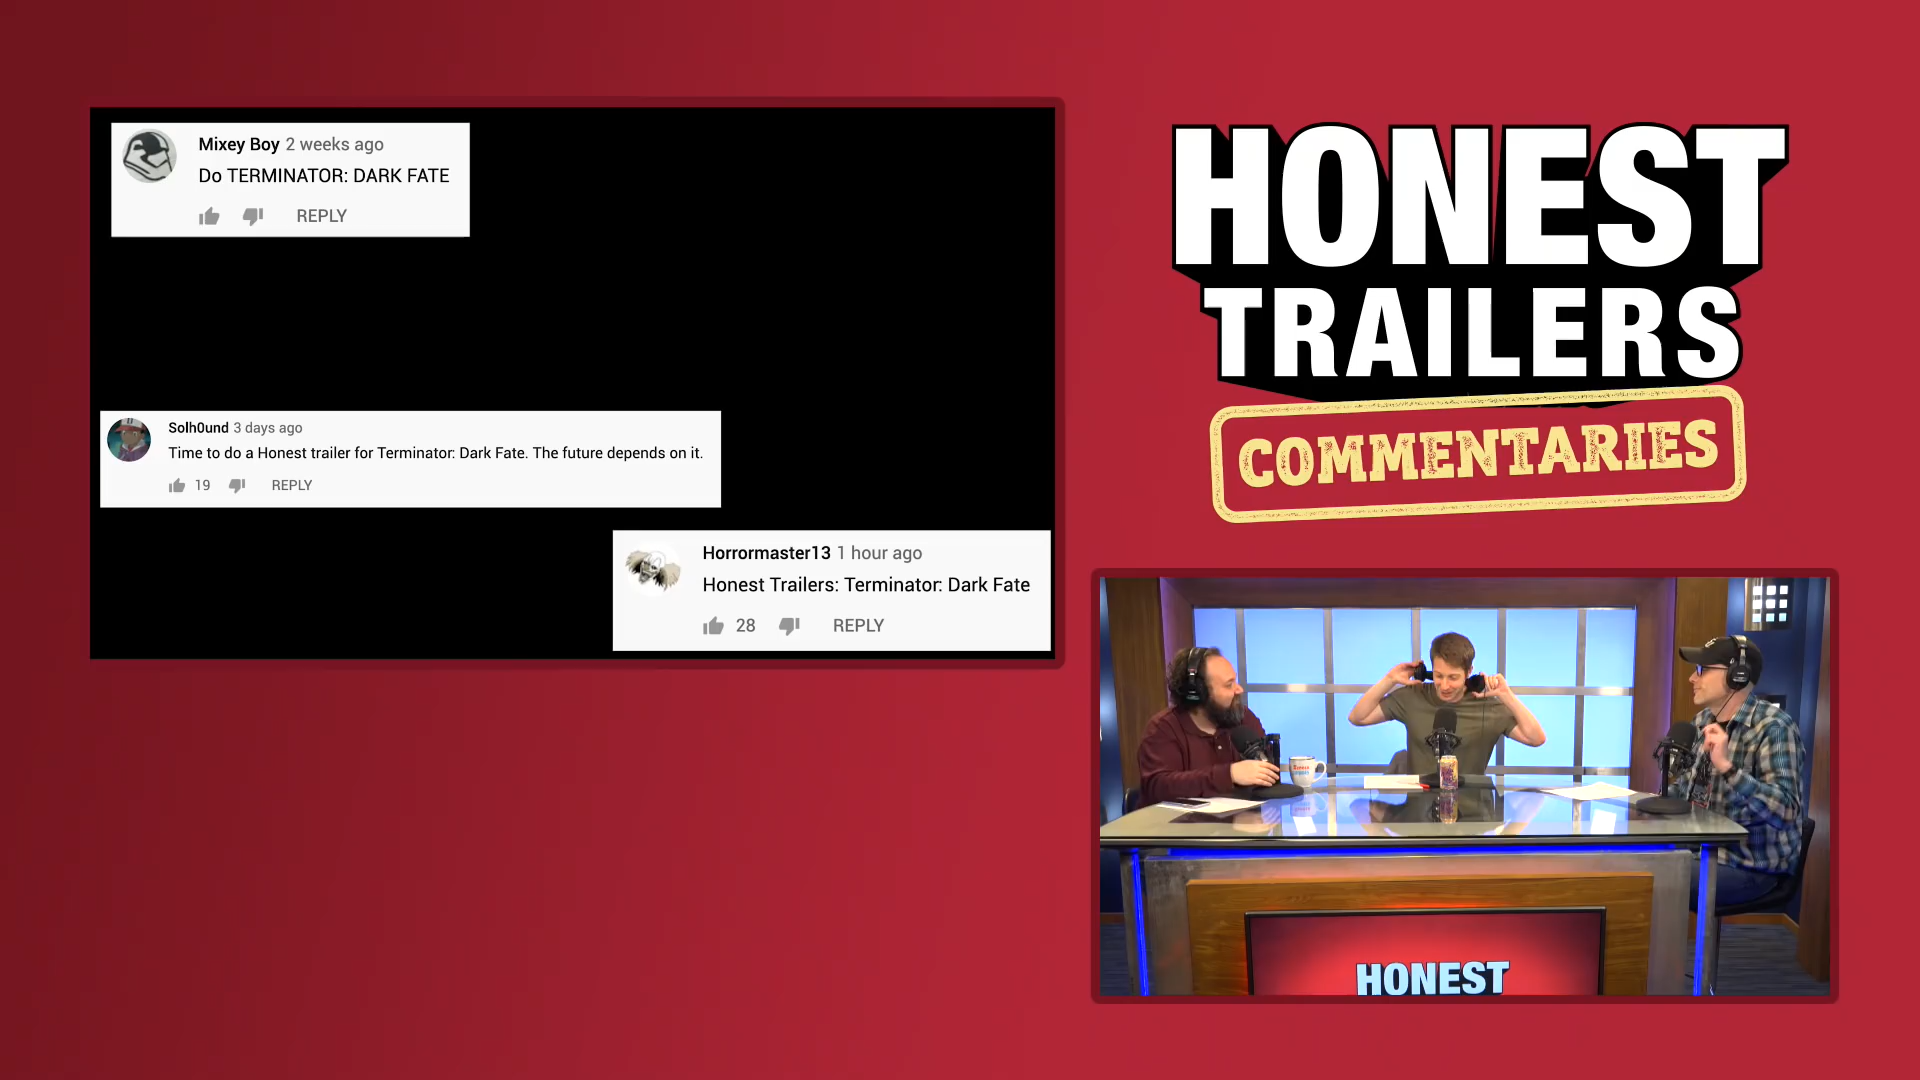 Mixey Boy 2 weeks ago
Do TERMINATOR: DARK FATE
REPLY
Solh0und 3 days ago
Time to do a Honest trailer for Terminator: Dark Fate. The future depends on it.
19 REPLY
Horrormaster13 1 hour ago
Honest Trailers: Terminator: Dark Fate
28 REPLY
HONEST
TRAILERS
COMMENTARIES
HONEST